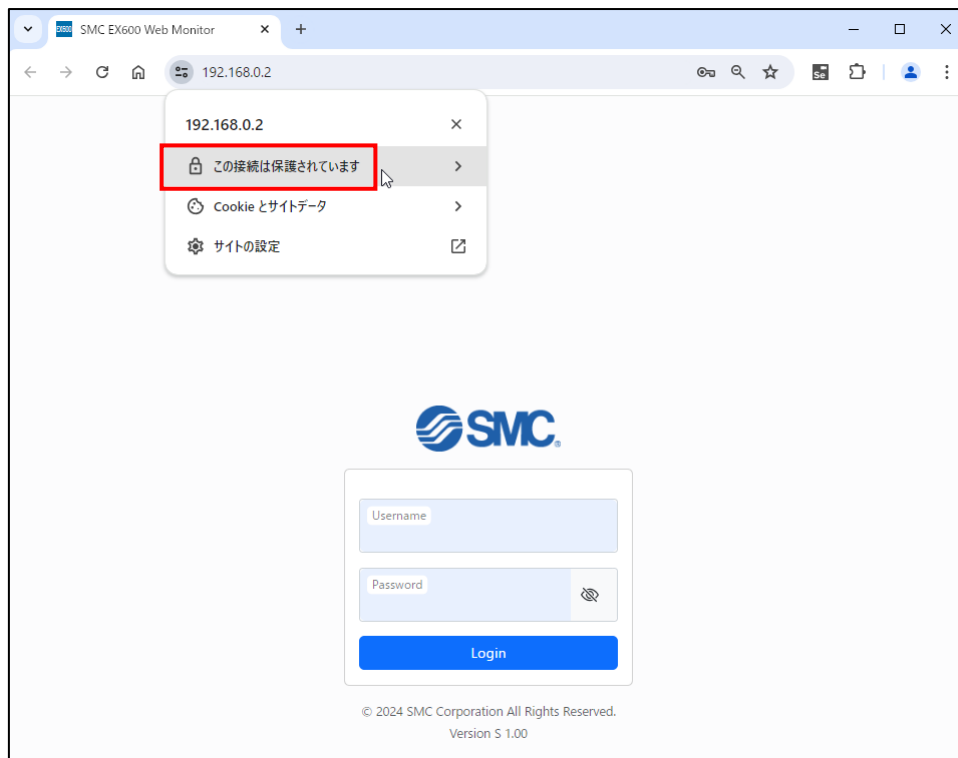 EX600 SMC EX600 Web Monitor
192.168.0.2
Se
192.168.0.2
この接続は保護されています
Cookie とサイトデータ
サイトの設定
SMC®
Username
Password
Login
© 2024 SMC Corporation All Rights Reserved.
Version S 1.00